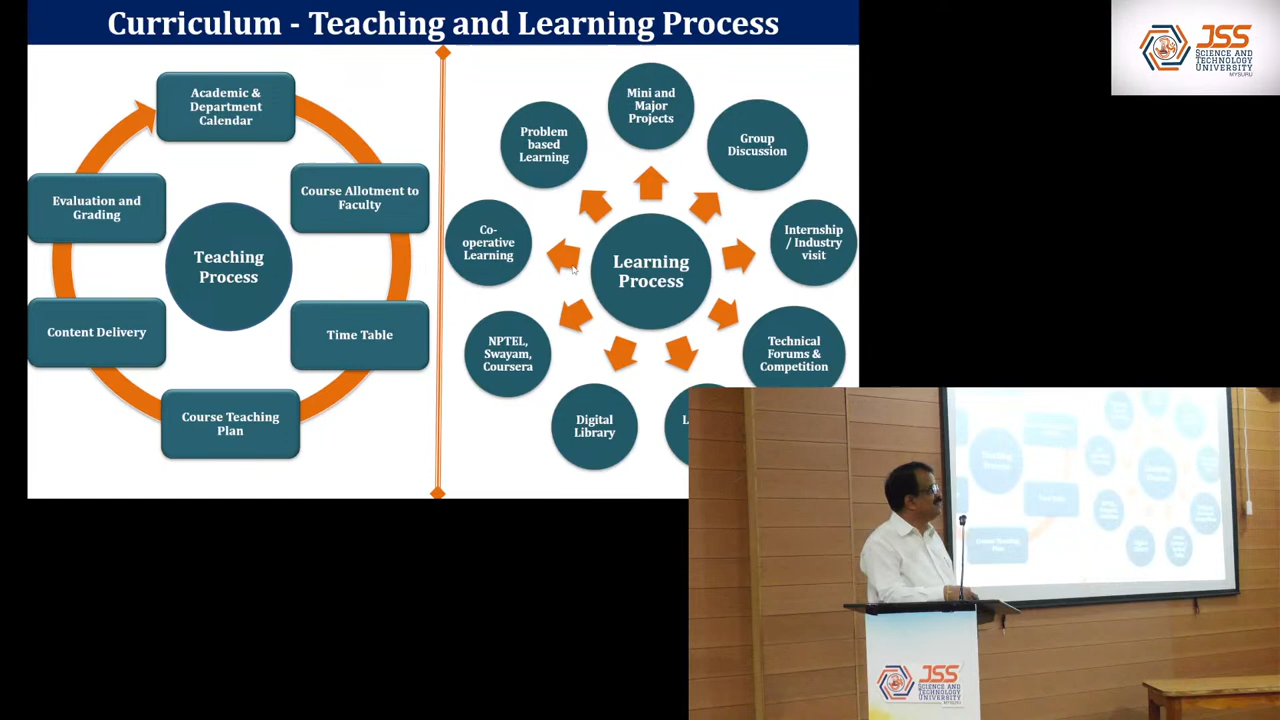 Curriculum - Teaching and Learning Process
Academic &
Department
Calendar
Course Allotment to
Faculty
Time Table
Course Teaching
Plan
Content Delivery
Evaluation and
Grading
Teaching
Process
Mini and
Major
Projects
Group
Discussion
Internship
/ Industry
visit
Technical
Forums &
Competition
L
Digital
Library
NPTEL,
Swayam,
Coursera
Co-
operative
Learning
Problem
based
Learning
Learning
Process
JSS
SCIENCE AND
TECHNOLOGY
UNIVERSITY
MYSURU
JSS
SCIENCE AND
TECHNOLOGY
UNIVERSITY
MYSURU